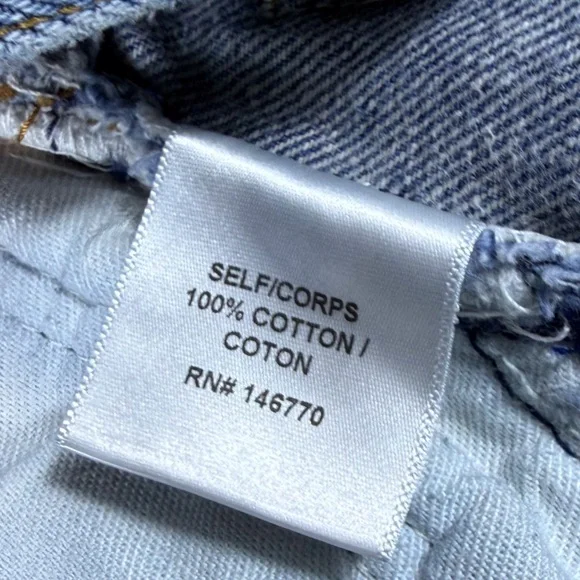 SELF/CORPS
100% COTTON /
COTON
RN# 146770